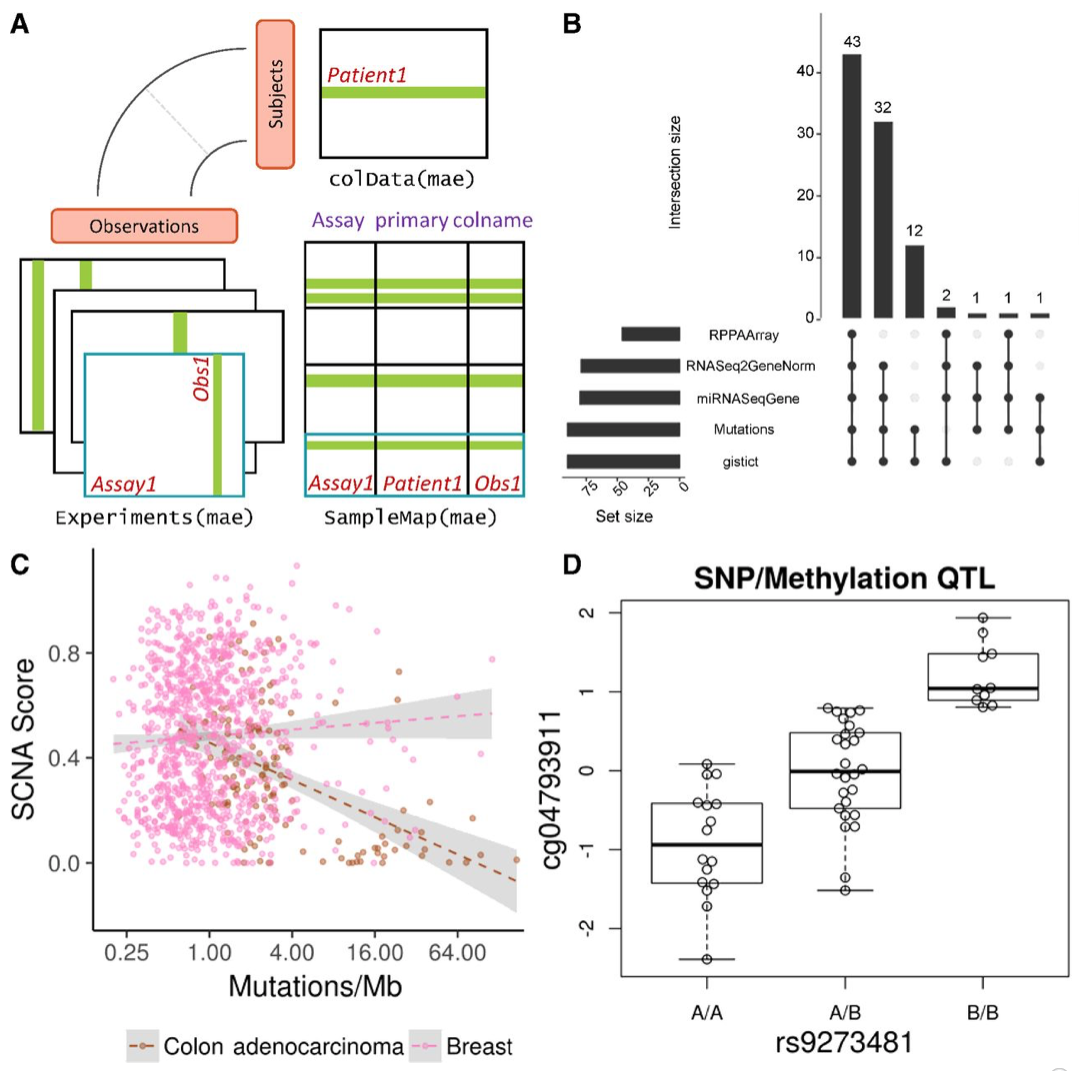 A
Subjects
Patient1
colData(mae)
Observations
Assay primary colname
Obs1
Assay1
Experiments(mae)
Assay1 Patient1 Obs1
SampleMap(mae)
B
Intersection size
43
32
12
2
1
1
1
40
30
20
10
0
RPPAArray
RNASeq2GeneNorm
miRNASeqGene
Mutations
gistict
75 50 25 0
Set size
C
SCNA Score
0.8
0.4
0.0
0.25 1.00 4.00 16.00 64.00
Mutations/Mb
Colon adenocarcinoma Breast
D
SNP/Methylation QTL
cg04793911
2
1
0
-1
-2
A/A A/B B/B
rs9273481